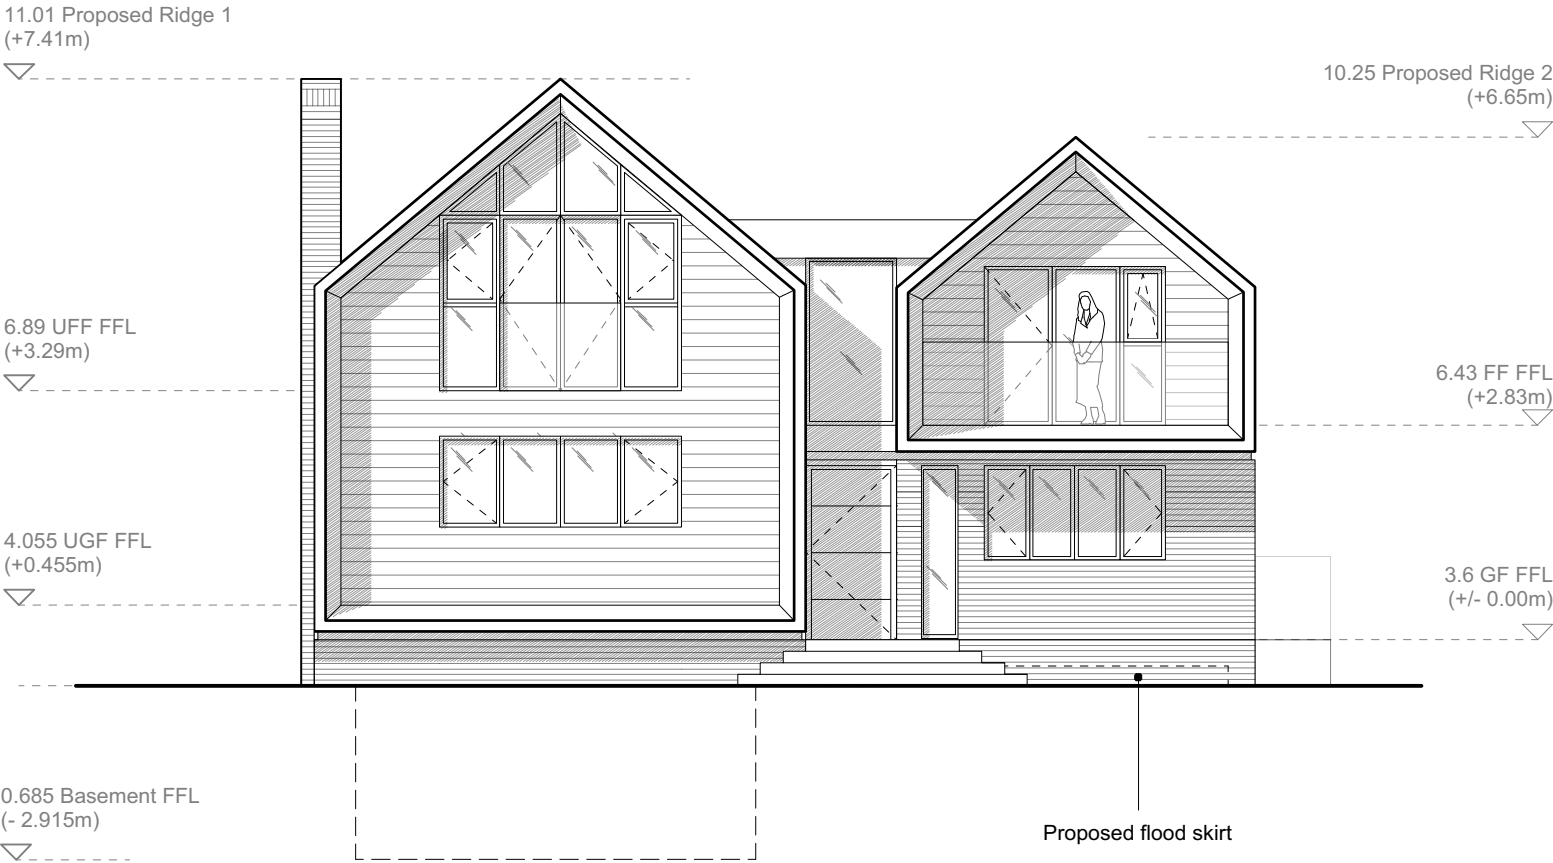 11.01 Proposed Ridge 1
(+7.41m)
10.25 Proposed Ridge 2
(+6.65m)
6.89 UFF FFL
(+3.29m)
6.43 FF FFL
(+2.83m)
4.055 UGF FFL
(+0.455m)
3.6 GF FFL
(+/- 0.00m)
0.685 Basement FFL
(- 2.915m)
Proposed flood skirt